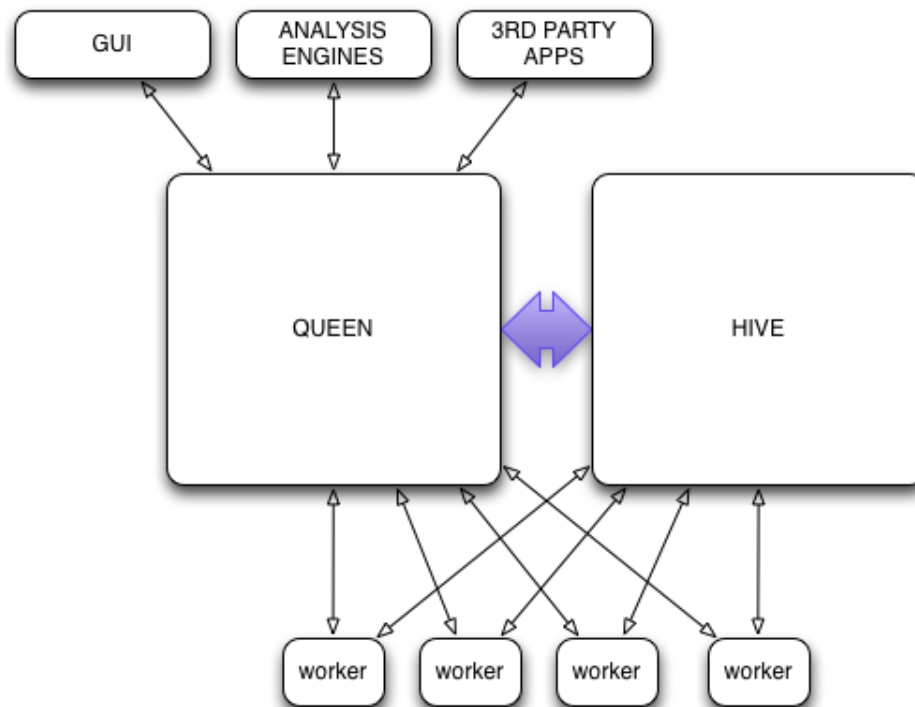 GUI
ANALYSIS
ENGINES
3RD PARTY
APPS
QUEEN
HIVE
worker
worker
worker
worker